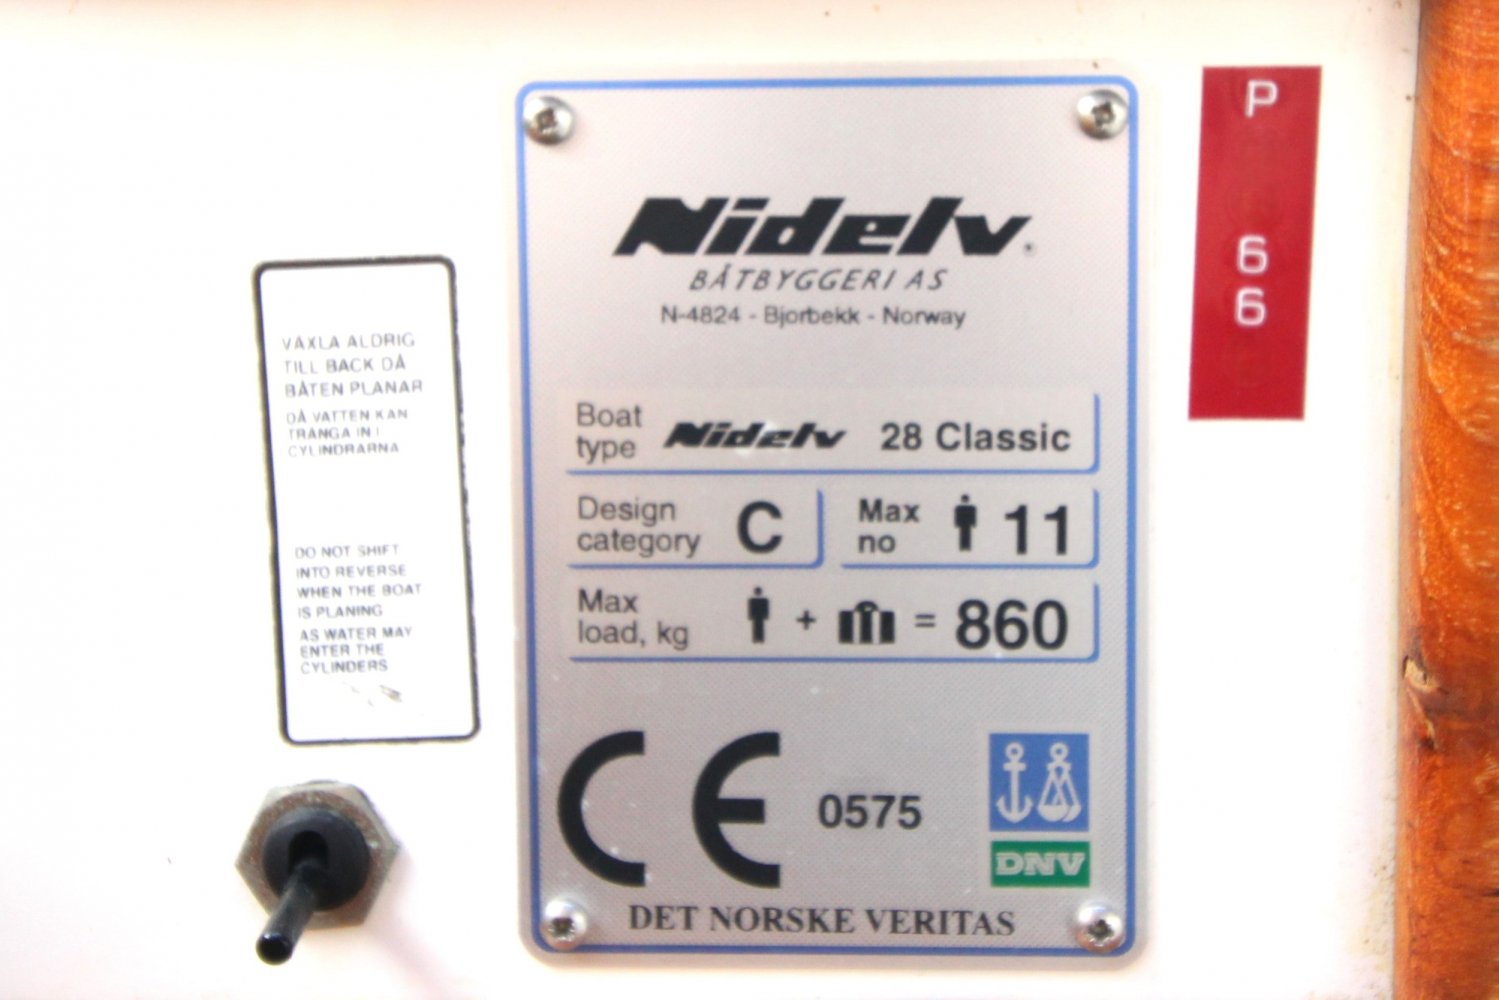 VÄXLA ALDRIG
TILL BACK DÅ
BÅTEN PLANAR
DÅ VATTEN KAN
TRÄNGA IN I
CYLINDRARNA
DO NOT SHIFT
INTO REVERSE
WHEN THE BOAT
IS PLANING
AS WATER MAY
ENTER THE
CYLINDERS
Nidelv
BÅTBYGGERI AS
N-4824 - Bjorbekk - Norway
Boat type Nidelv 28 Classic
Design category C
Max no 11
Max load, kg + = 860
CE 0575
DNV
DET NORSKE VERITAS
P
6
6